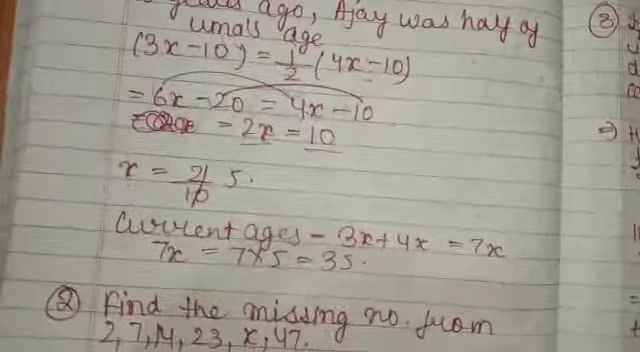 ago, Ajay was half of
Uma's age
(3x-10) = 1/2 (4x-10)
= 6x - 20 = 4x - 10
= 2x = 10
x = 2/10 5.
Current ages - 3x+4x = 7x
7x = 7x5 = 35.
② Find the missing no. from
2, 7, 14, 23, x, 47.
③